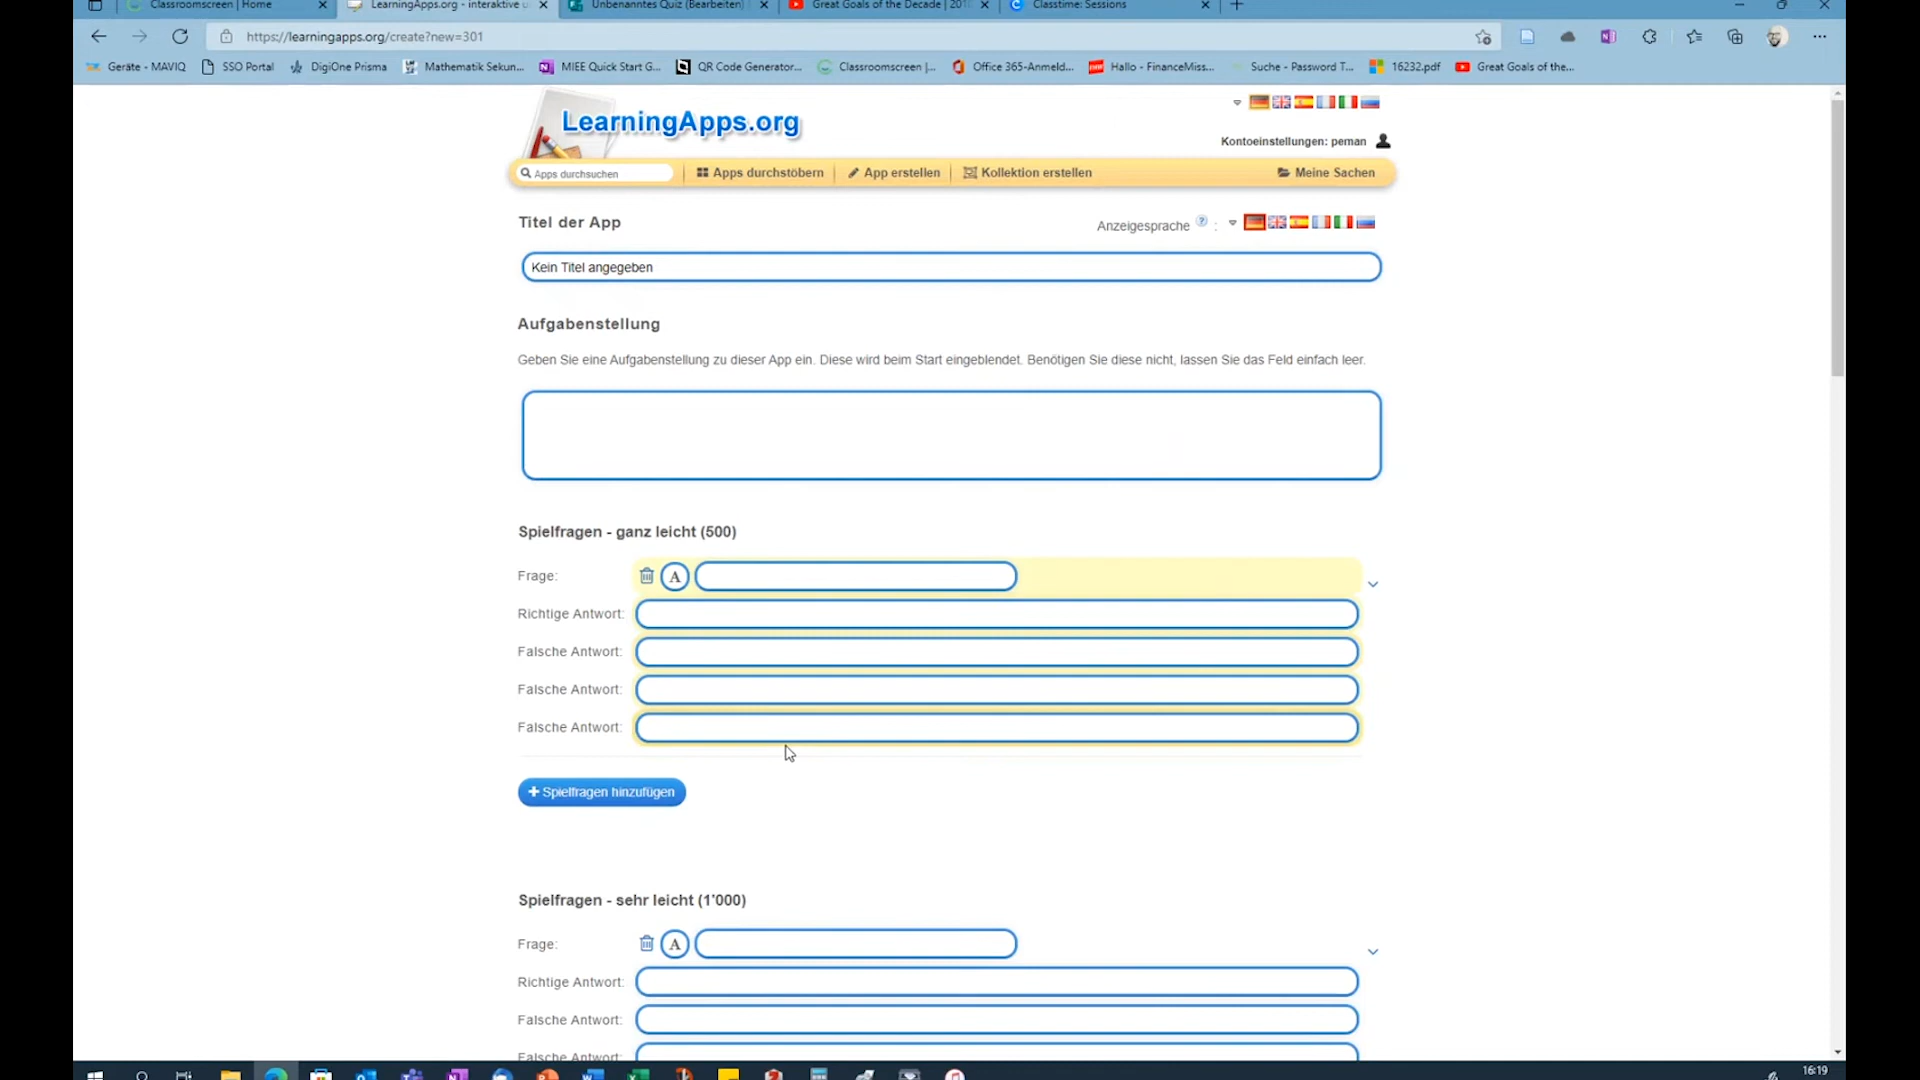 Classroomscreen | Home
LearningApps.org - interaktive u
Unbenanntes Quiz (Bearbeiten)
Great Goals of the Decade | 201
Classtime: Sessions
https://learningapps.org/create?new=301
Geräte - MAVIQ
SSO Portal
DigiOne Prisma
Mathematik Sekun...
MIEE Quick Start G...
QR Code Generator...
Classroomscreen |...
Office 365-Anmeld...
Hallo - FinanceMiss...
Suche - Password T...
16232.pdf
Great Goals of the...
LearningApps.org
Kontoeinstellungen: peman
Apps durchsuchen
Apps durchstöbern
App erstellen
Kollektion erstellen
Meine Sachen
Titel der App
Anzeigesprache ? :
Kein Titel angegeben
Aufgabenstellung
Geben Sie eine Aufgabenstellung zu dieser App ein. Diese wird beim Start eingeblendet. Benötigen Sie diese nicht, lassen Sie das Feld einfach leer.
Spielfragen - ganz leicht (500)
Frage:
A
Richtige Antwort:
Falsche Antwort:
Falsche Antwort:
Falsche Antwort:
+ Spielfragen hinzufügen
Spielfragen - sehr leicht (1'000)
Frage:
A
Richtige Antwort:
Falsche Antwort:
Falsche Antwort:
16:19